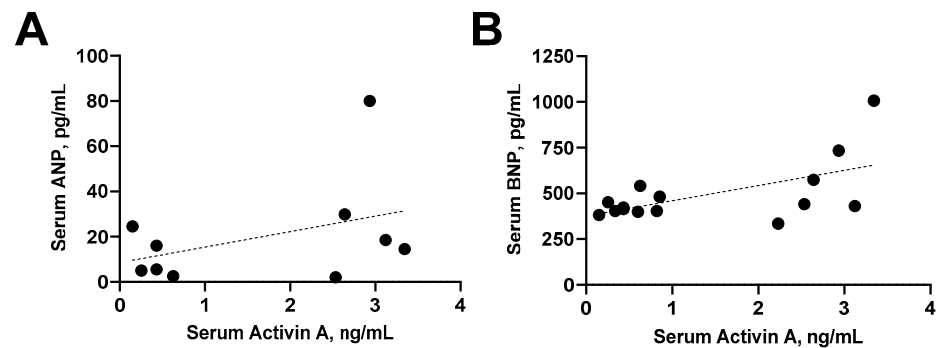 A
Serum ANP, pg/mL
100
80
60
40
20
0
0 1 2 3 4
Serum Activin A, ng/mL
B
Serum BNP, pg/mL
1250
1000
750
500
250
0
0 1 2 3 4
Serum Activin A, ng/mL